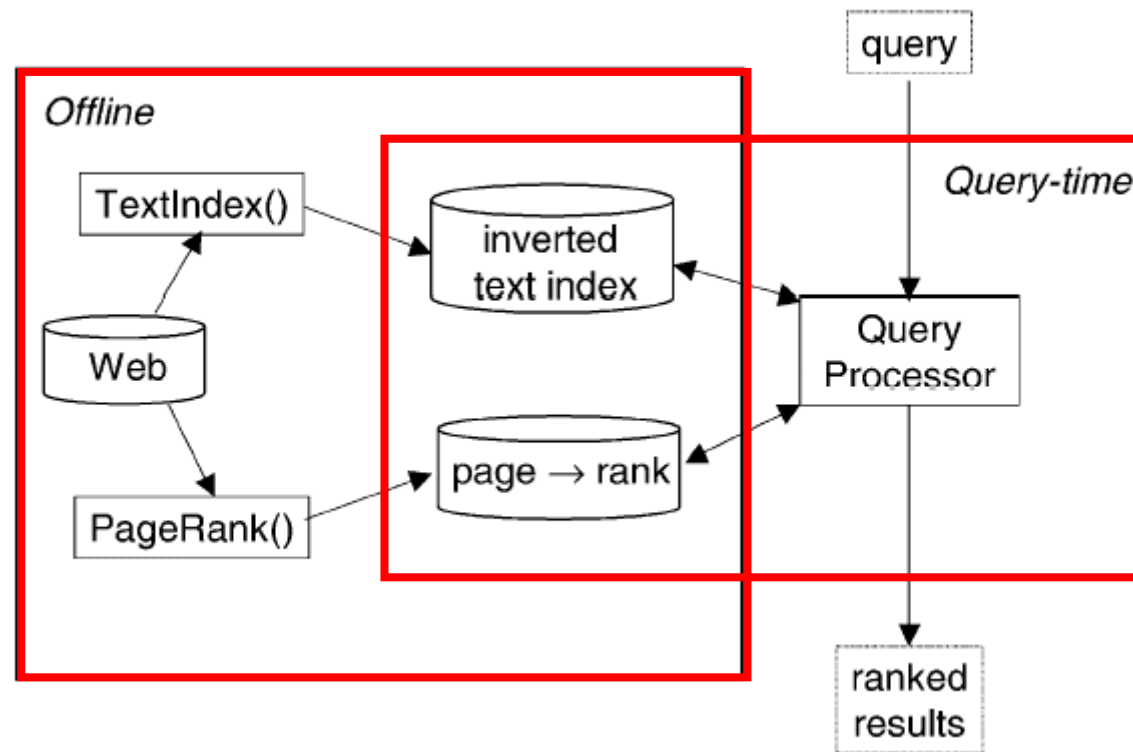 query
Offline
Query-time
TextIndex()
inverted
text index
Web
Query
Processor
page → rank
PageRank()
ranked
results